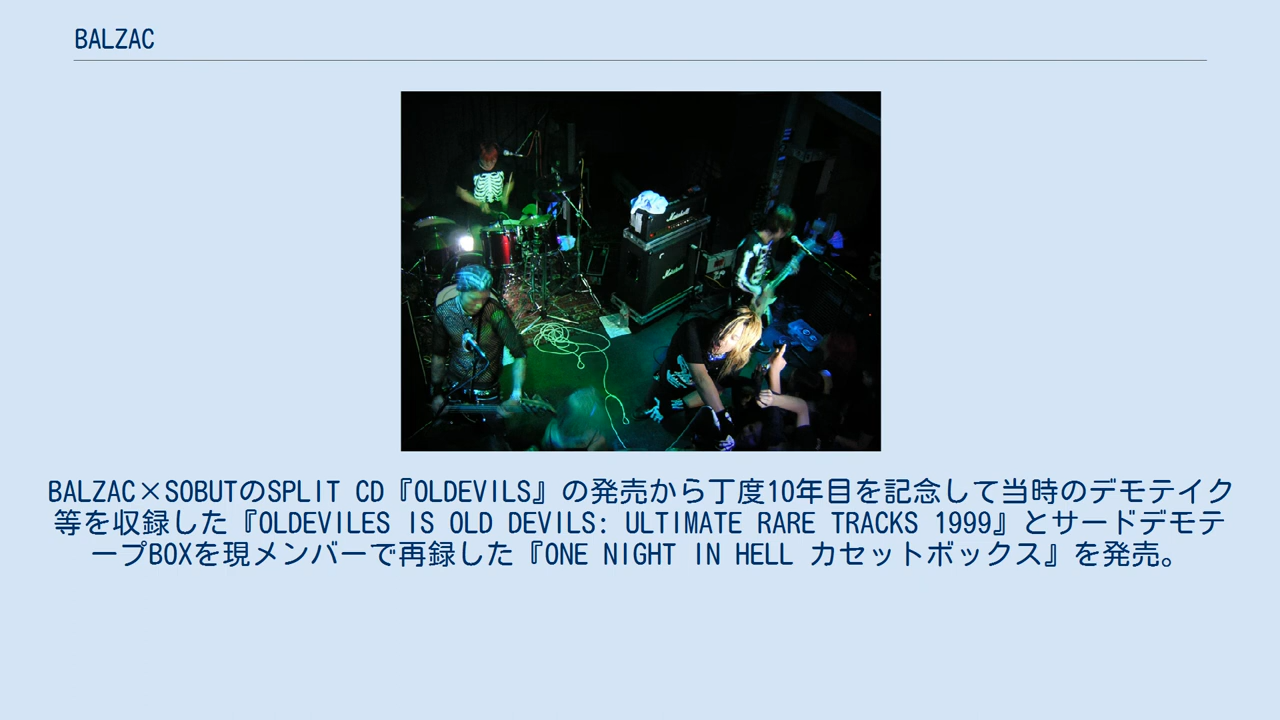 BALZAC
Marshall
Marshall
BALZAC×SOBUTのSPLIT CD『OLDEVILS』の発売から丁度10年目を記念して当時のデモテイク
等を収録した『OLDEVILES IS OLD DEVILS: ULTIMATE RARE TRACKS 1999』とサードデモテ
ープBOXを現メンバーで再録した『ONE NIGHT IN HELL カセットボックス』を発売。